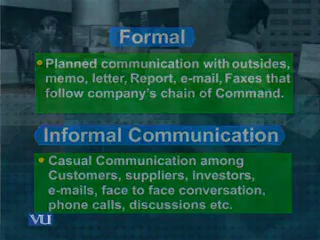 Formal
Planned communication with outsides,
memo, letter, Report, e-mail, Faxes that
follow company's chain of Command.
Informal Communication
Casual Communication among
Customers, suppliers, investors,
e-mails, face to face conversation,
phone calls, discussions etc.
VU